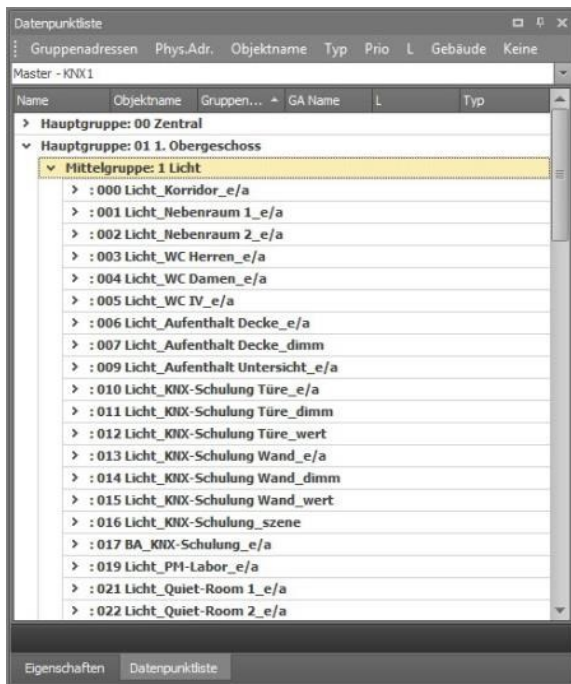 Datenpunktliste
Gruppenadressen Phys.Adr. Objektname Typ Prio L Gebäude Keine
Master - KNX1
Name Objektname Gruppen... GA Name L Typ
Hauptgruppe: 00 Zentral
Hauptgruppe: 01 1. Obergeschoss
Mittelgruppe: 1 Licht
: 000 Licht_Korridor_e/a
: 001 Licht_Nebenraum 1_e/a
: 002 Licht_Nebenraum 2_e/a
: 003 Licht_WC Herren_e/a
: 004 Licht_WC Damen_e/a
: 005 Licht_WC IV_e/a
: 006 Licht_Aufenthalt Decke_e/a
: 007 Licht_Aufenthalt Decke_dimm
: 009 Licht_Aufenthalt Untersicht_e/a
: 010 Licht_KNX-Schulung Türe_e/a
: 011 Licht_KNX-Schulung Türe_dimm
: 012 Licht_KNX-Schulung Türe_wert
: 013 Licht_KNX-Schulung Wand_e/a
: 014 Licht_KNX-Schulung Wand_dimm
: 015 Licht_KNX-Schulung Wand_wert
: 016 Licht_KNX-Schulung_szene
: 017 BA_KNX-Schulung_e/a
: 019 Licht_PM-Labor_e/a
: 021 Licht_Quiet-Room 1_e/a
: 022 Licht_Quiet-Room 2_e/a
Eigenschaften Datenpunktliste